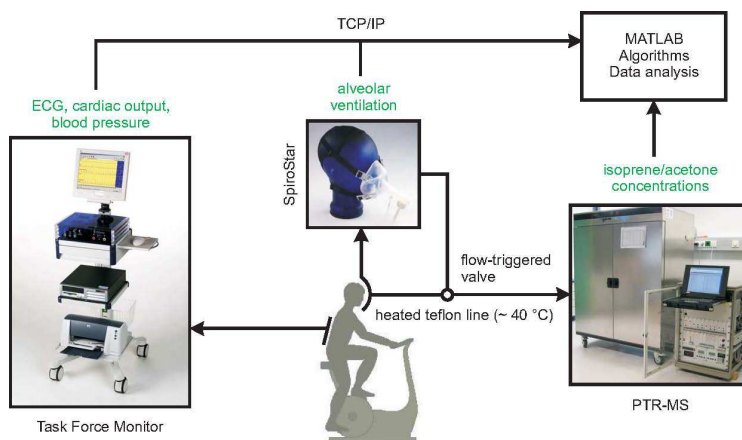 TCP/IP
MATLAB
Algorithms
Data analysis
ECG, cardiac output,
blood pressure
alveolar
ventilation
isoprene/acetone
concentrations
SpiroStar
flow-triggered
valve
heated teflon line (~ 40 °C)
Task Force Monitor
PTR-MS